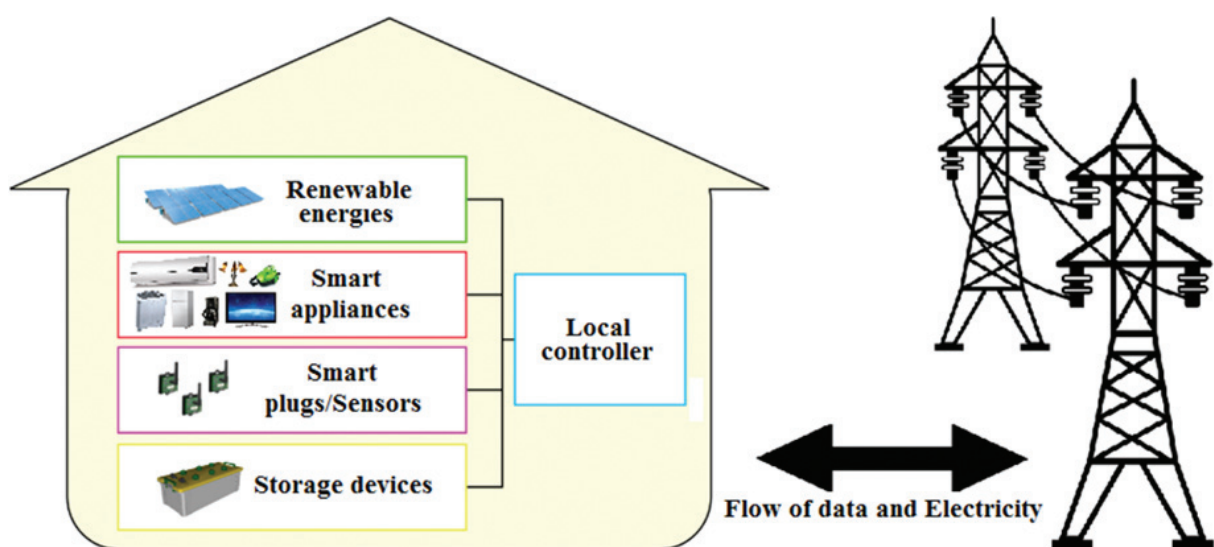 Renewable
energies
Smart
appliances
Smart
plugs/Sensors
Storage devices
Local
controller
Flow of data and Electricity